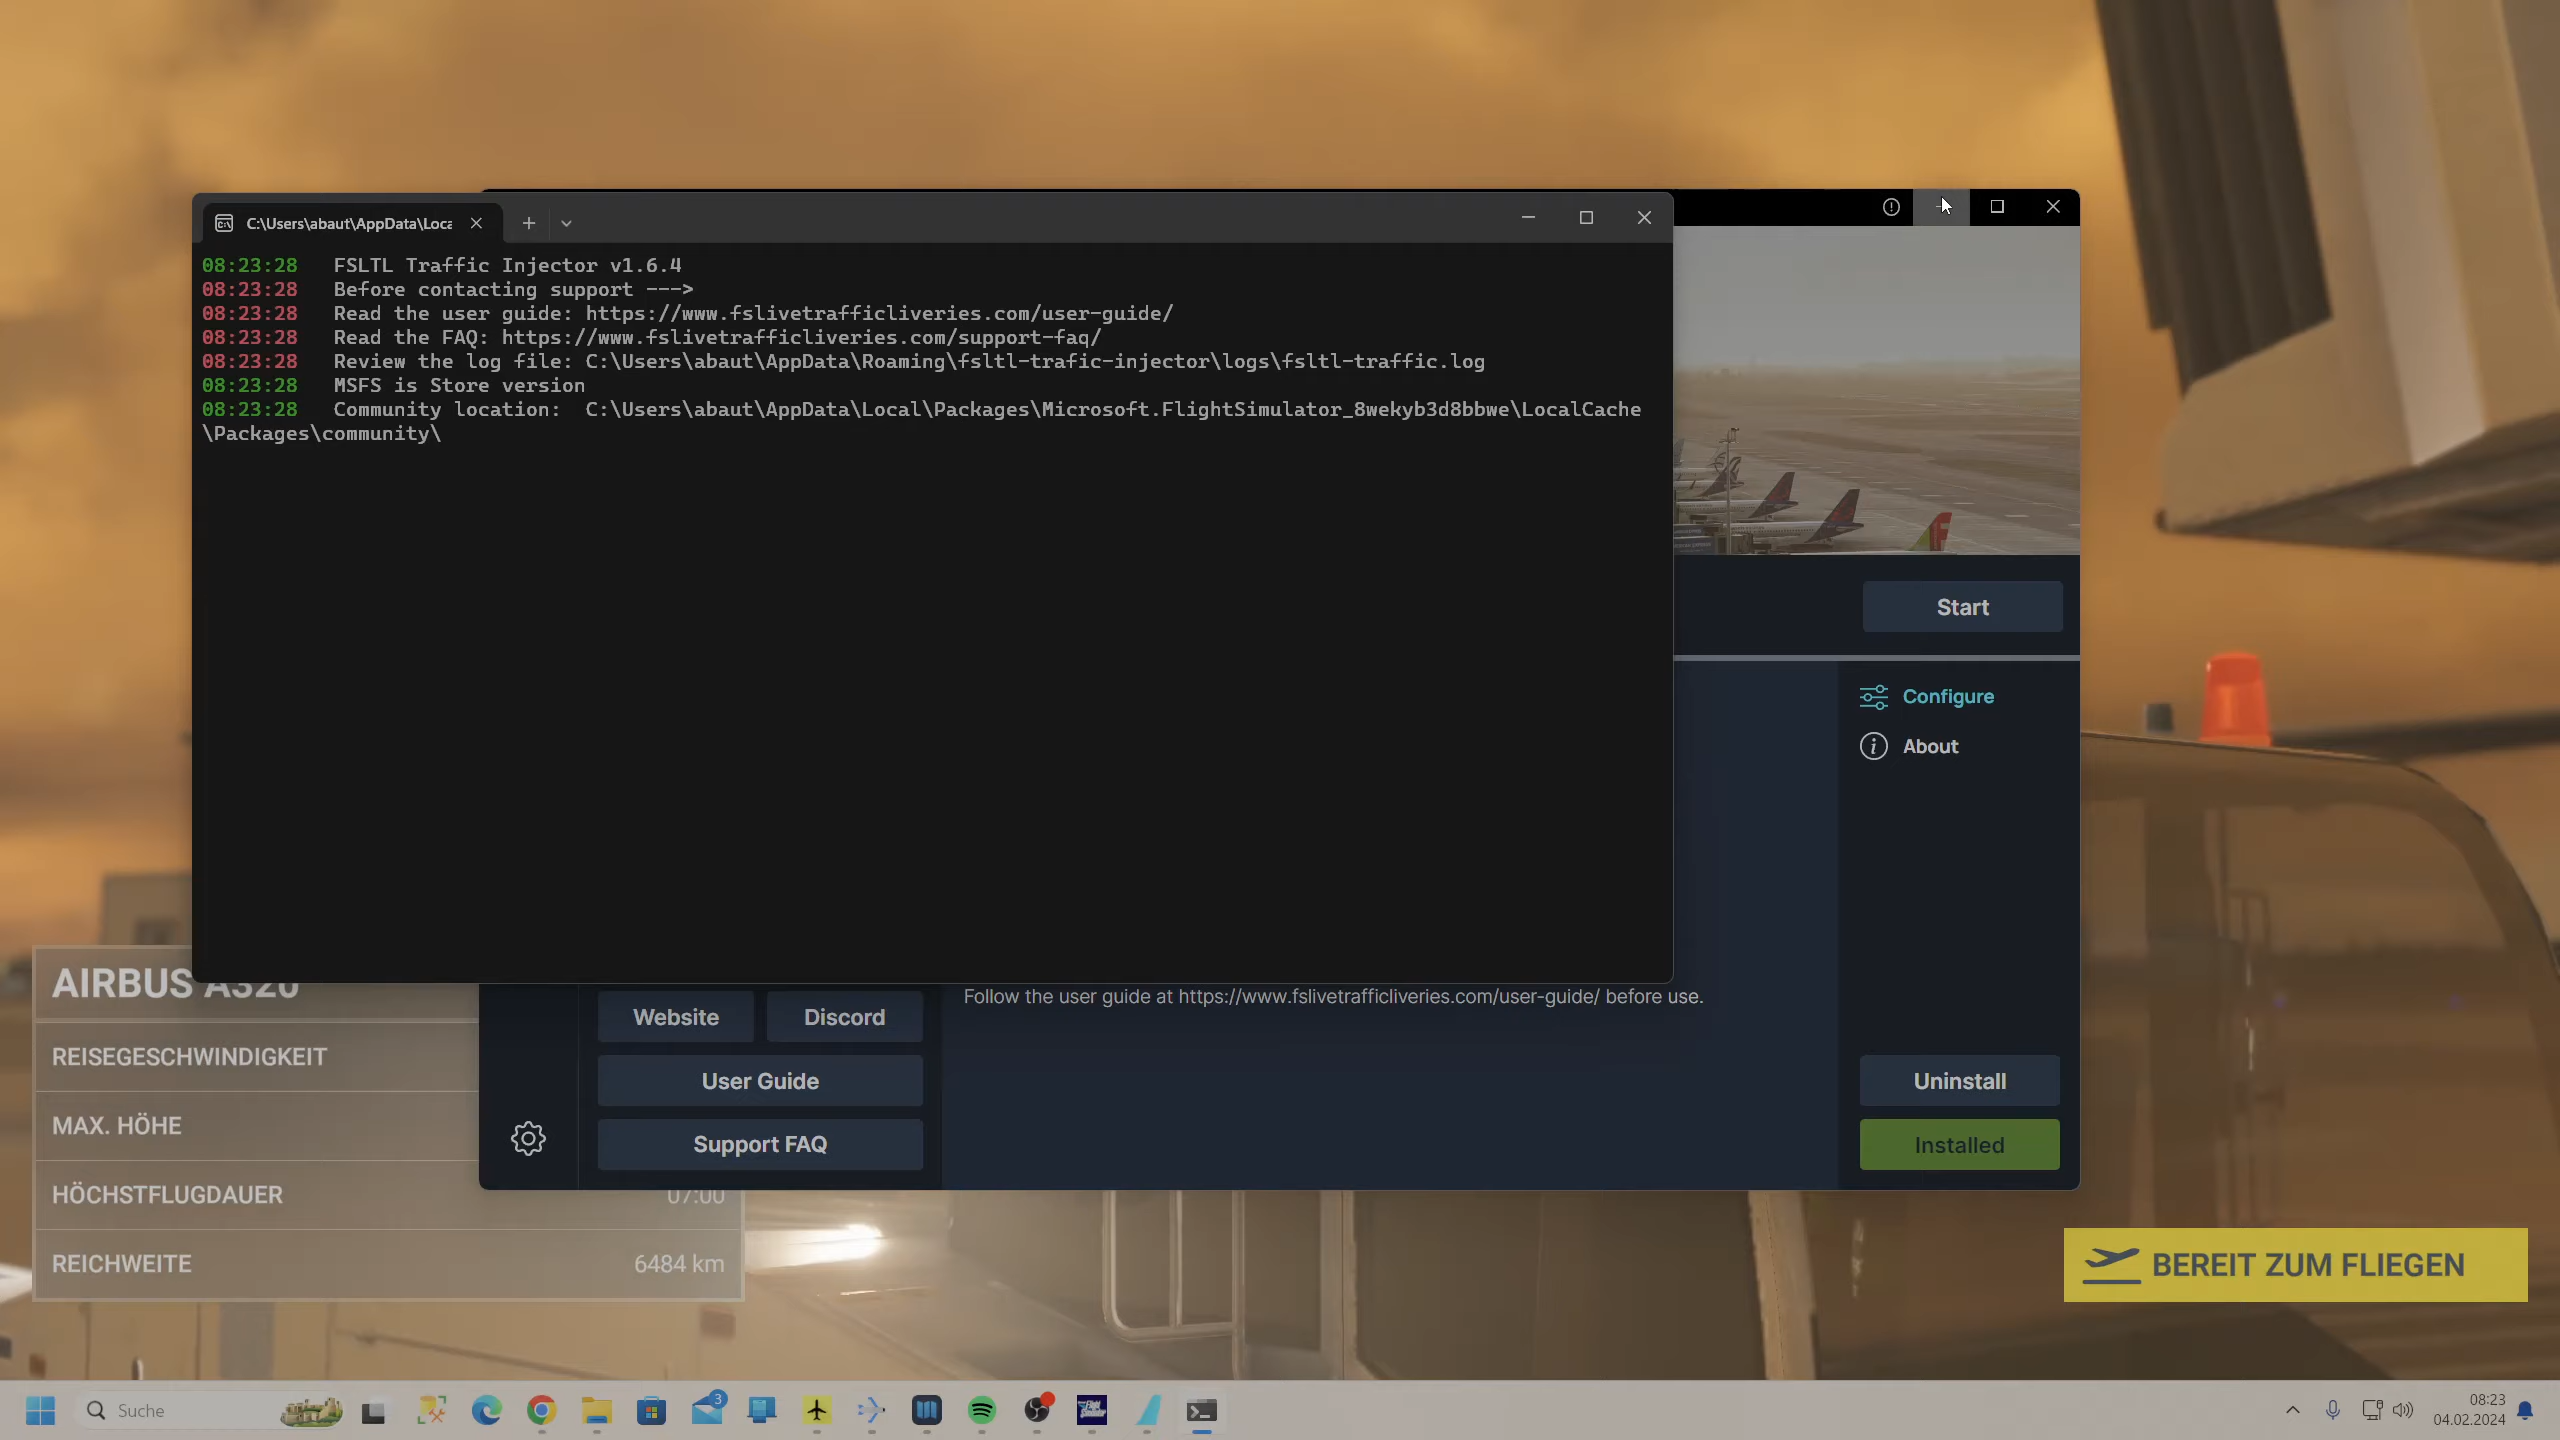 C:\Users\abaut\AppData\Loca
08:23:28 FSLTL Traffic Injector v1.6.4
08:23:28 Before contacting support --->
08:23:28 Read the user guide: https://www.fslivetrafficliveries.com/user-guide/
08:23:28 Read the FAQ: https://www.fslivetrafficliveries.com/support-faq/
08:23:28 Review the log file: C:\Users\abaut\AppData\Roaming\fsltl-trafic-injector\logs\fsltl-traffic.log
08:23:28 MSFS is Store version
08:23:28 Community location:  C:\Users\abaut\AppData\Local\Packages\Microsoft.FlightSimulator_8wekyb3d8bbwe\LocalCache
\Packages\community\
Start
Configure
About
Follow the user guide at https://www.fslivetrafficliveries.com/user-guide/ before use.
Website
Discord
User Guide
Support FAQ
Uninstall
Installed
AIRBUS A320
REISEGESCHWINDIGKEIT
MAX. HÖHE
HÖCHSTFLUGDAUER 07:00
REICHWEITE 6484 km
BEREIT ZUM FLIEGEN
Suche
3
08:23
04.02.2024